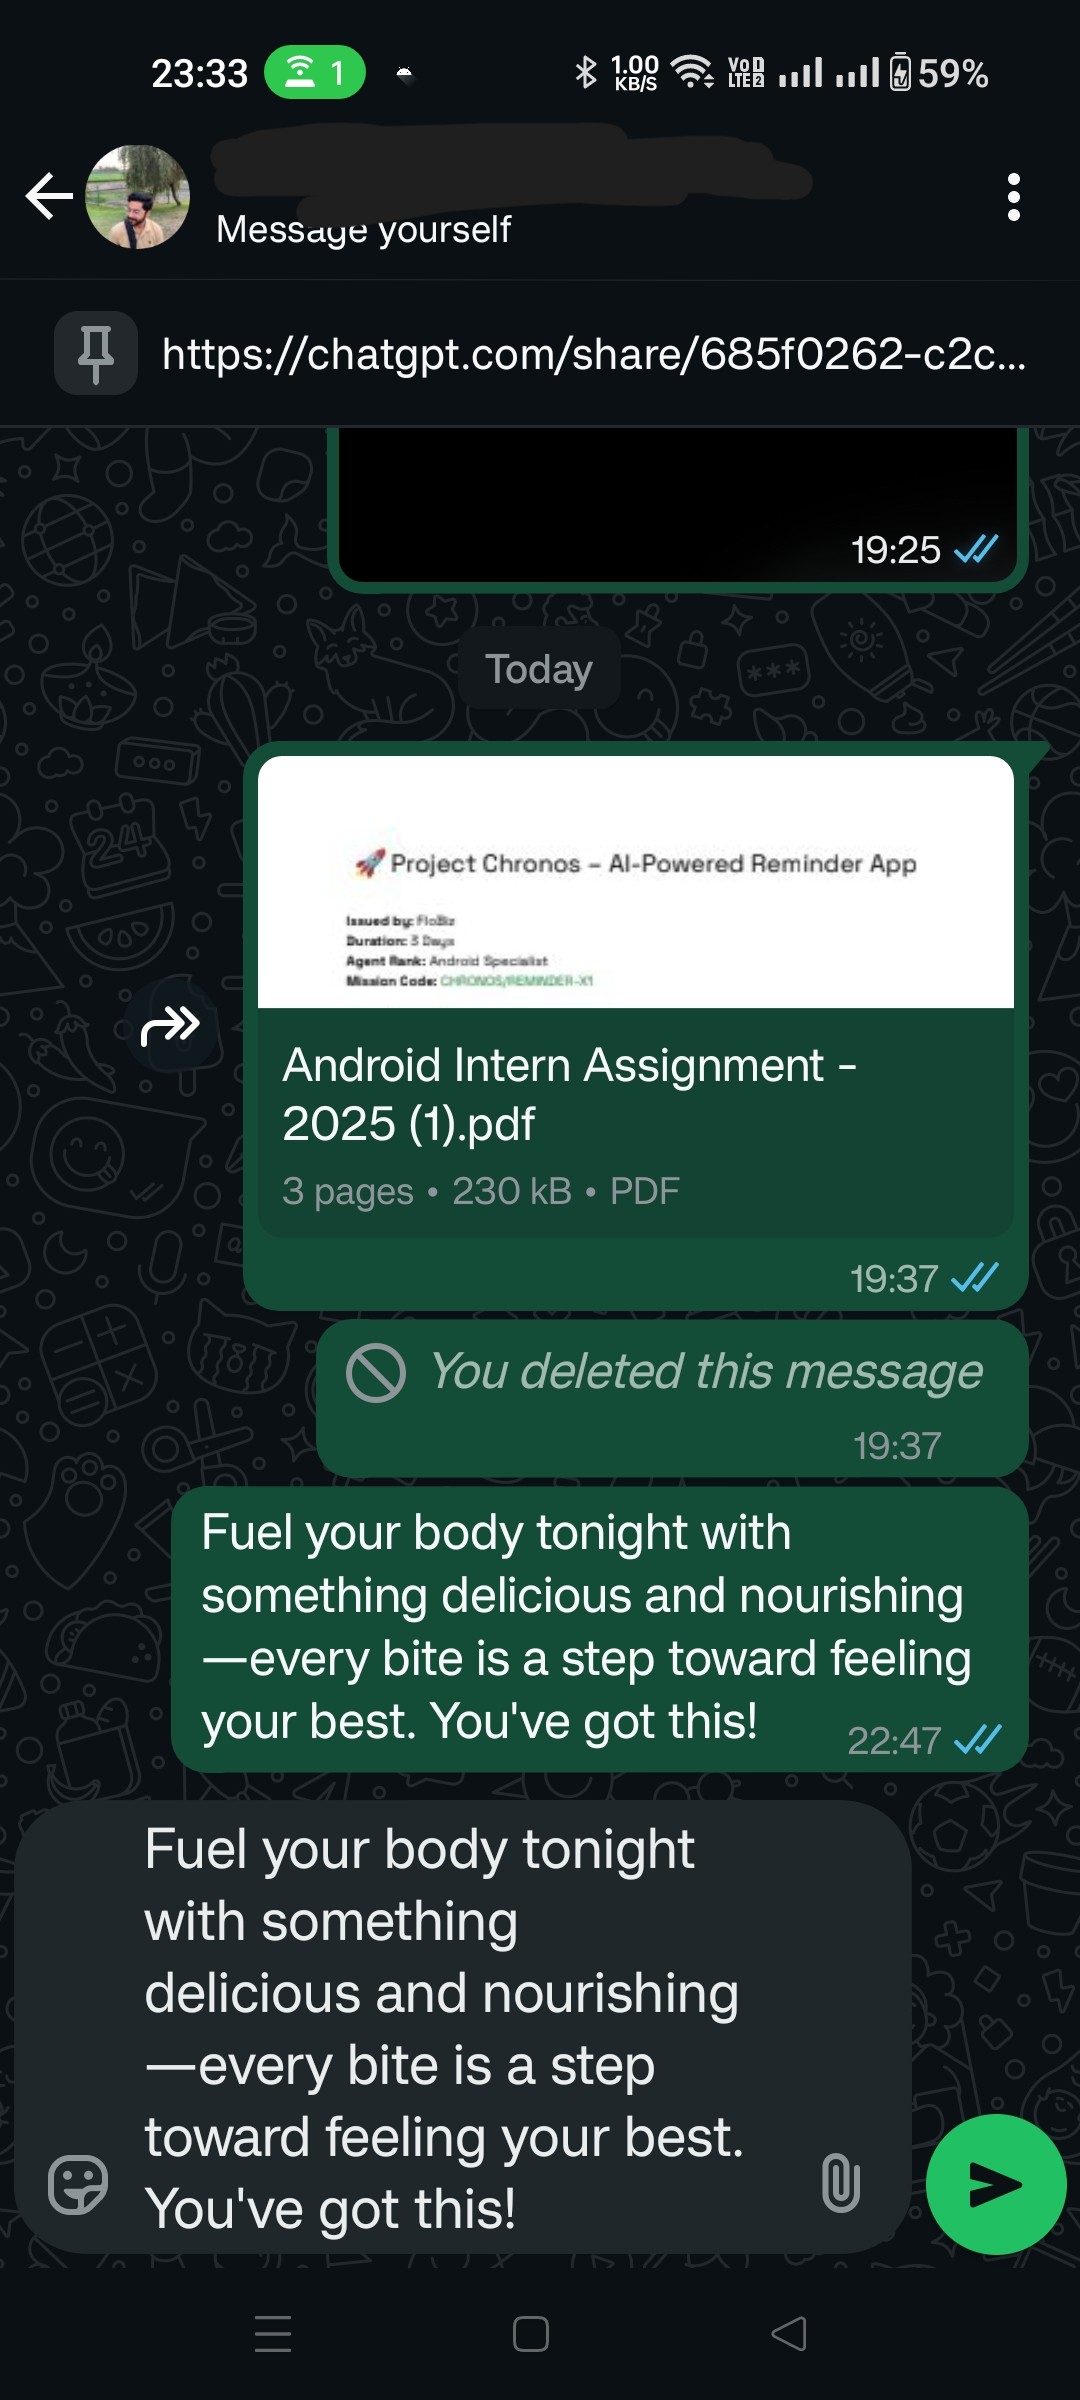 23:33
1
1.00
KB/S
VoD
LTE2
59%
Message yourself
https://chatgpt.com/share/685f0262-c2c...
19:25
Today
🚀 Project Chronos – AI-Powered Reminder App
Issued by: FloBiz
Duration: 3 Days
Agent Rank: Android Specialist
Mission Code: CHRONOS/REMINDER-X1
Android Intern Assignment -
2025 (1).pdf
3 pages • 230 kB • PDF
19:37
You deleted this message
19:37
Fuel your body tonight with
something delicious and nourishing
—every bite is a step toward feeling
your best. You've got this!
22:47
Fuel your body tonight
with something
delicious and nourishing
—every bite is a step
toward feeling your best.
You've got this!